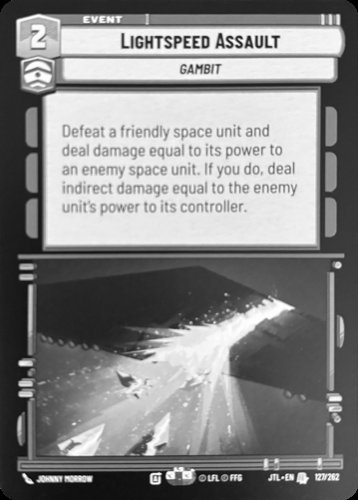 EVENT
2
LIGHTSPEED ASSAULT
GAMBIT
Defeat a friendly space unit and
deal damage equal to its power to
an enemy space unit. If you do, deal
indirect damage equal to the enemy
unit's power to its controller.
JOHNNY MORROW
© LFL © FFG
JTL • EN
127/262